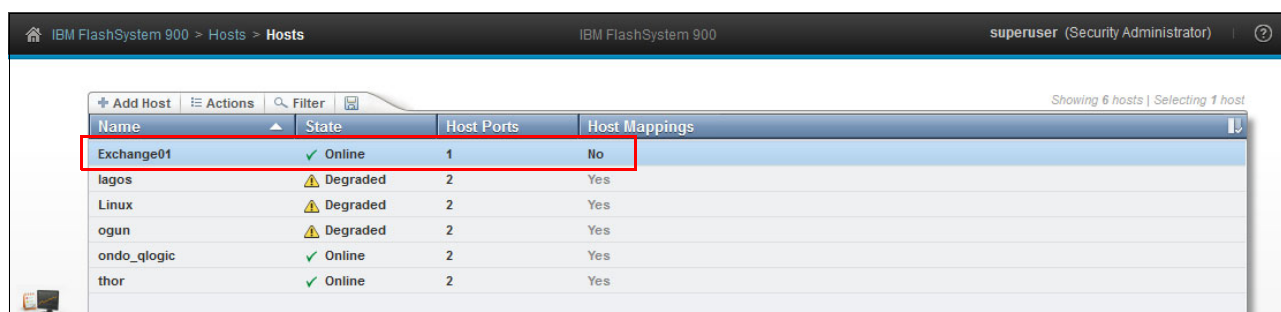 IBM FlashSystem 900 > Hosts > Hosts IBM FlashSystem 900 superuser (Security Administrator) | ?
Add Host Actions Filter Showing 6 hosts | Selecting 1 host
Name State Host Ports Host Mappings
Exchange01 Online 1 No
lagos Degraded 2 Yes
Linux Degraded 2 Yes
ogun Degraded 2 Yes
ondo_qlogic Online 2 Yes
thor Online 2 Yes